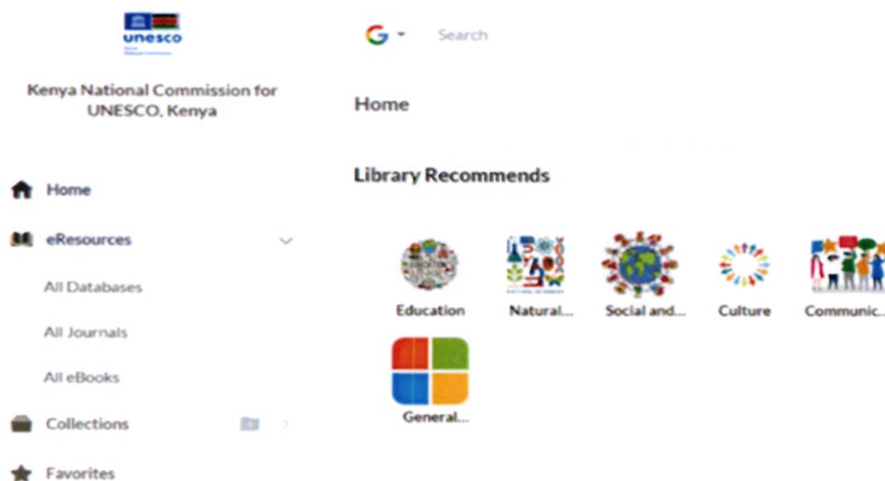 unesco
Kenya National Commission for
UNESCO, Kenya
Home
eResources
All Databases
All Journals
All eBooks
Collections
Favorites
Search
Home
Library Recommends
Education
Natural...
Social and...
Culture
Communic...
General...